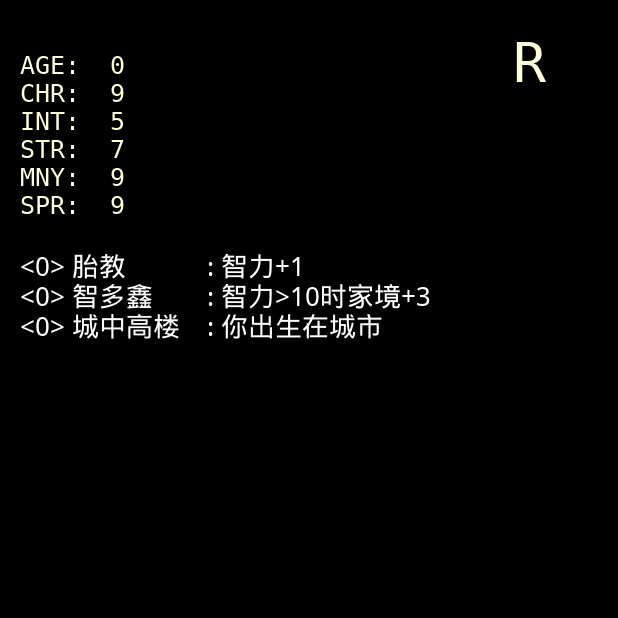 R
AGE: 0
CHR: 9
INT: 5
STR: 7
MNY: 9
SPR: 9
<0> 胎教 : 智力+1
<0> 智多鑫 : 智力>10时家境+3
<0> 城中高楼 : 你出生在城市